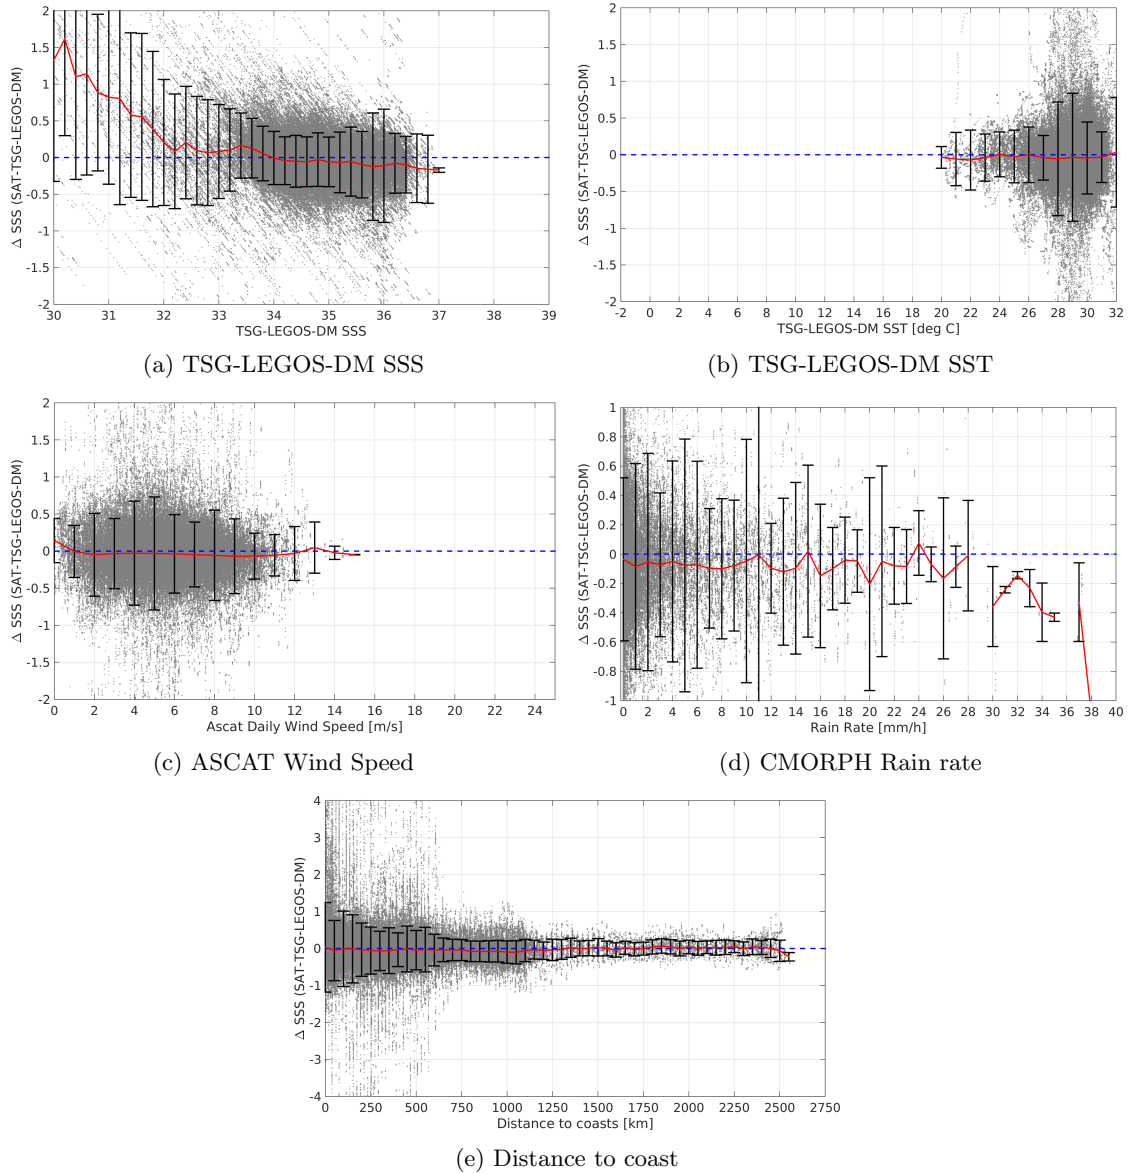 2
1.5
1
0.5
0
-0.5
-1
-1.5
-2
Δ SSS (SAT-TSG-LEGOS-DM)
30 31 32 33 34 35 36 37 38 39
TSG-LEGOS-DM SSS
(a) TSG-LEGOS-DM SSS
2
1.5
1
0.5
0
-0.5
-1
-1.5
-2
Δ SSS (SAT-TSG-LEGOS-DM)
-2 0 2 4 6 8 10 12 14 16 18 20 22 24 26 28 30 32
TSG-LEGOS-DM SST [deg C]
(b) TSG-LEGOS-DM SST
2
1.5
1
0.5
0
-0.5
-1
-1.5
-2
Δ SSS (SAT-TSG-LEGOS-DM)
0 2 4 6 8 10 12 14 16 18 20 22 24
Ascat Daily Wind Speed [m/s]
(c) ASCAT Wind Speed
1
0.8
0.6
0.4
0.2
0
-0.2
-0.4
-0.6
-0.8
-1
Δ SSS (SAT-TSG-LEGOS-DM)
0 2 4 6 8 10 12 14 16 18 20 22 24 26 28 30 32 34 36 38 40
Rain Rate [mm/h]
(d) CMORPH Rain rate
4
3
2
1
0
-1
-2
-3
-4
Δ SSS (SAT-TSG-LEGOS-DM)
0 250 500 750 1000 1250 1500 1750 2000 2250 2500 2750
Distance to coasts [km]
(e) Distance to coast